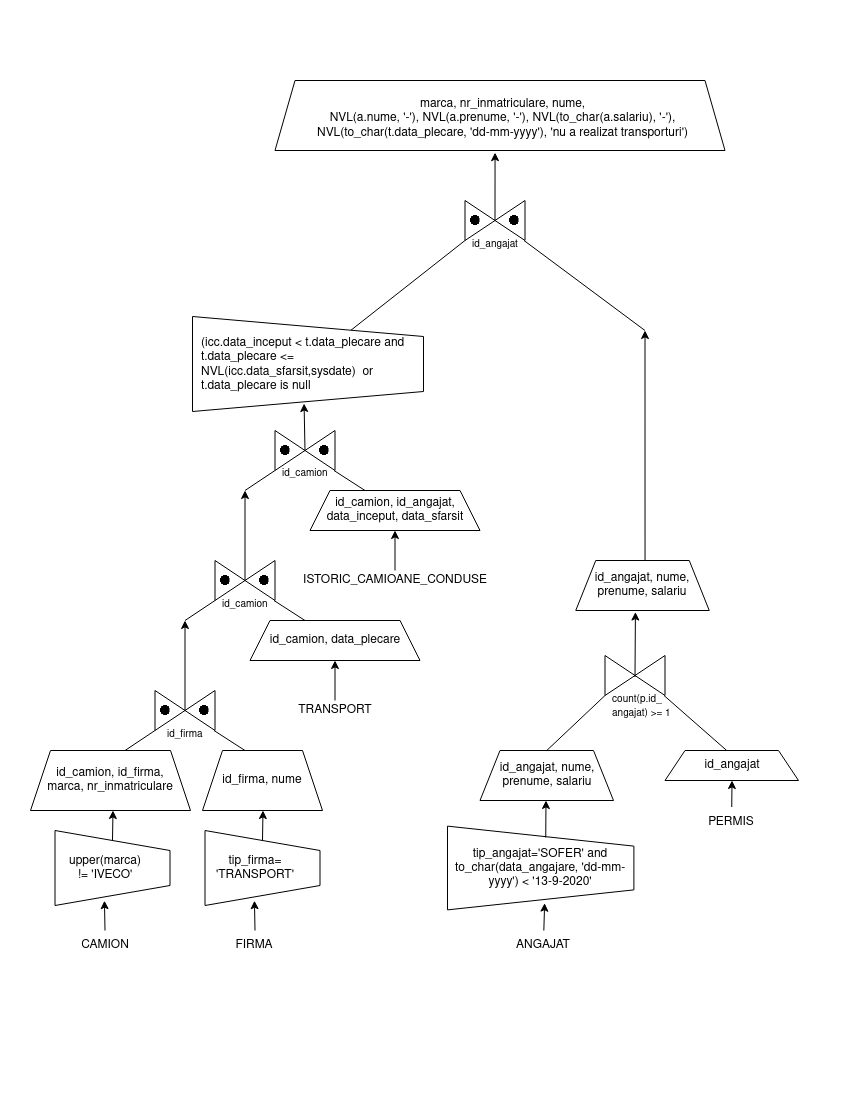 marca, nr_inmatriculare, nume,
NVL(a.nume, '-'), NVL(a.prenume, '-'), NVL(to_char(a.salariu), '-'),
NVL(to_char(t.data_plecare, 'dd-mm-yyyy'), 'nu a realizat transporturi')
id_angajat
(icc.data_inceput < t.data_plecare and
t.data_plecare <=
NVL(icc.data_sfarsit,sysdate)  or
t.data_plecare is null
id_camion
id_camion, id_angajat,
data_inceput, data_sfarsit
ISTORIC_CAMIOANE_CONDUSE
id_angajat, nume,
prenume, salariu
id_camion
id_camion, data_plecare
TRANSPORT
count(p.id_
angajat) >= 1
id_firma
id_camion, id_firma,
marca, nr_inmatriculare
id_firma, nume
id_angajat, nume,
prenume, salariu
id_angajat
PERMIS
upper(marca)
!= 'IVECO'
tip_firma=
'TRANSPORT'
tip_angajat='SOFER' and
to_char(data_angajare, 'dd-mm-
yyyy') < '13-9-2020'
CAMION
FIRMA
ANGAJAT